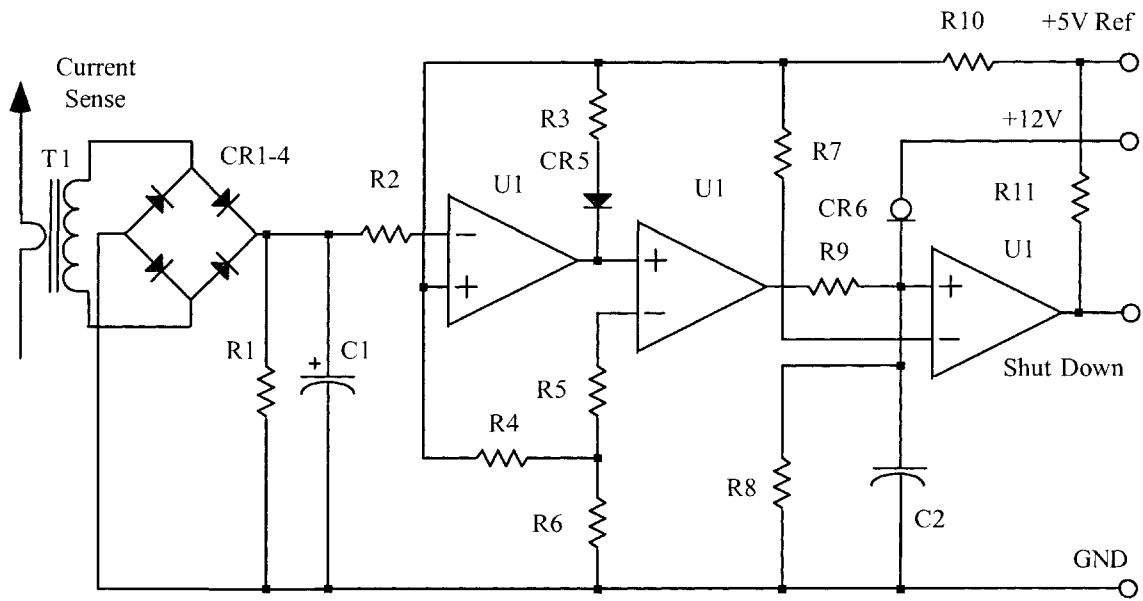 R10
+5V Ref
Current
Sense
+12V
R3
T1
CR1-4
CR5
R7
R2
U1
U1
R11
CR6
U1
R9
−
+
+
−
+
−
R1
+
C1
R5
Shut Down
R4
R8
R6
C2
GND